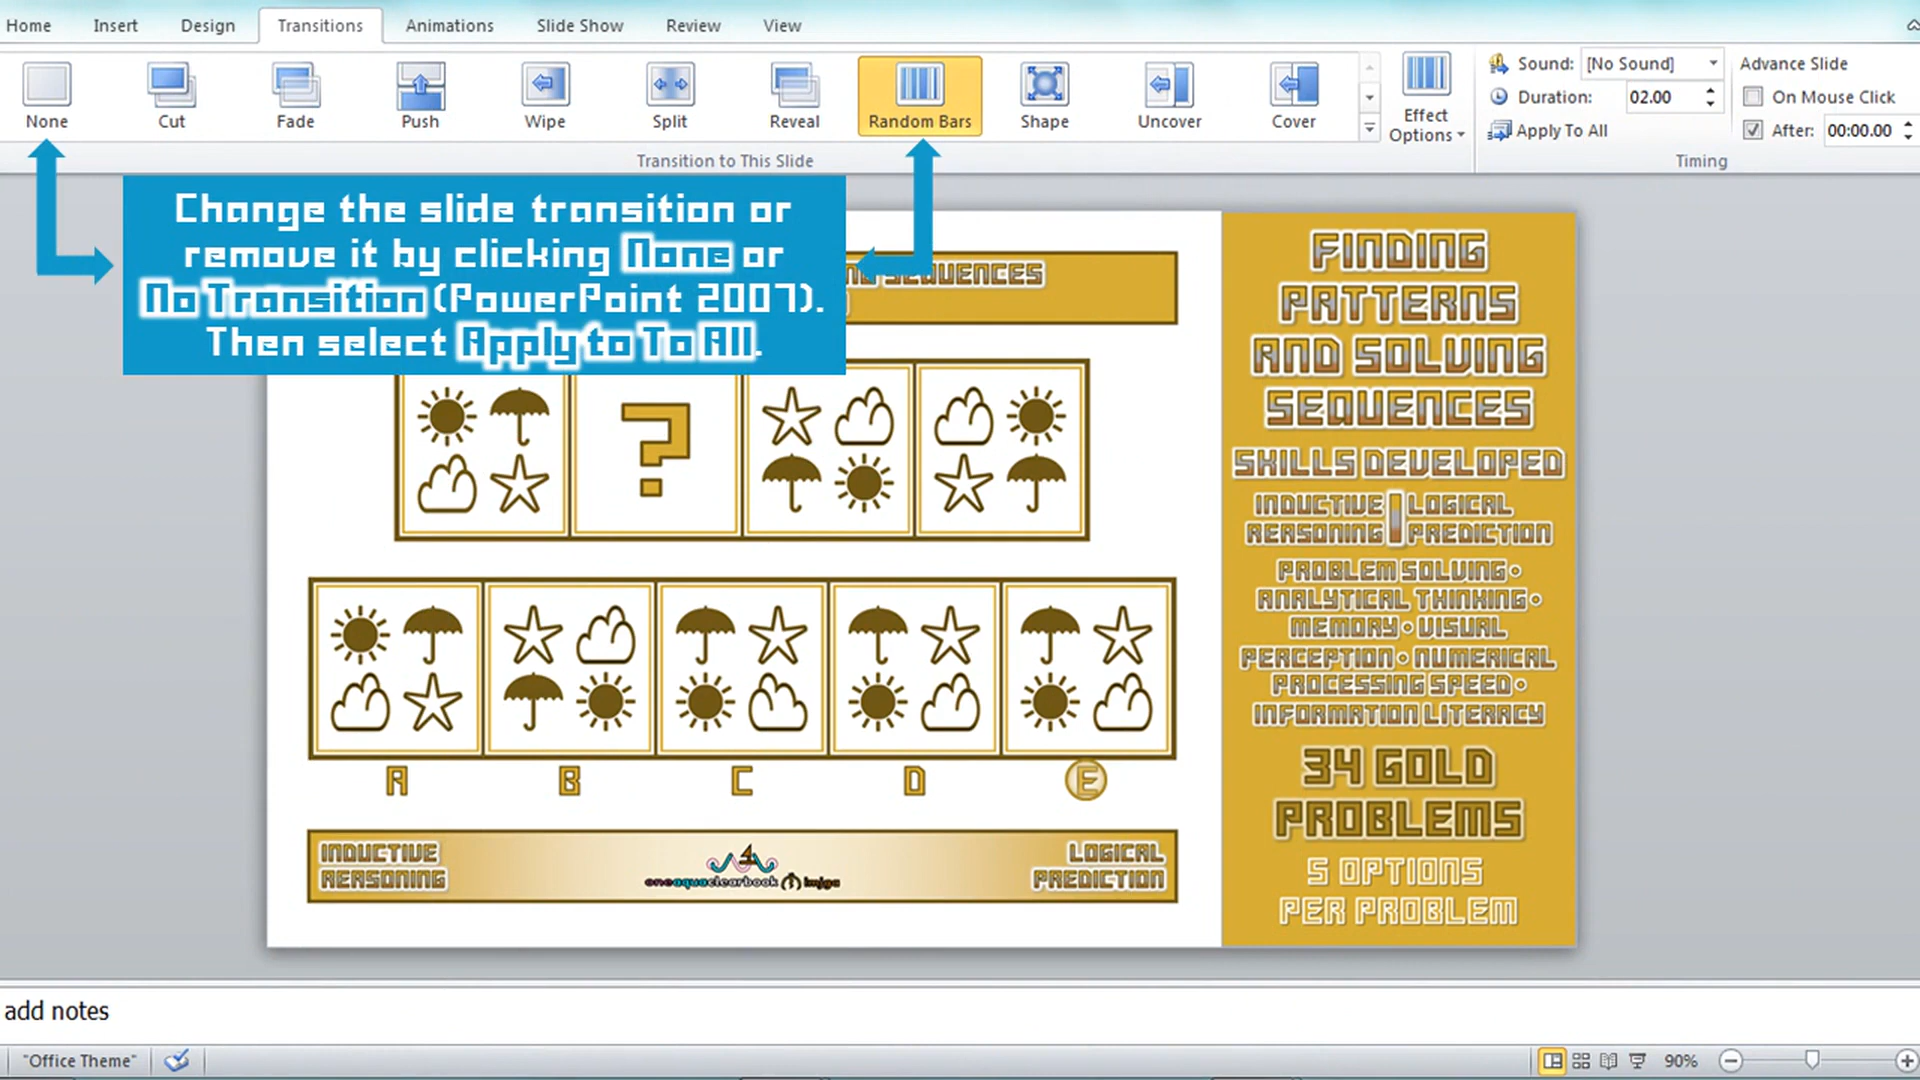 Home Insert Design Transitions Animations Slide Show Review View
None Cut Fade Push Wipe Split Reveal Random Bars Shape Uncover Cover
Effect
Options
Sound: [No Sound]
Duration: 02.00
Apply To All
Advance Slide
On Mouse Click
After: 00:00.00
Transition to This Slide
Timing
Change the slide transition or
remove it by clicking None or
No Transition (PowerPoint 2007).
Then select Apply to To All.
SEQUENCES
?
A B C D E
INDUCTIVE
REASONING
oneaquaclearbook
LOGICAL
PREDICTION
FINDING
PATTERNS
AND SOLVING
SEQUENCES
SKILLS DEVELOPED
INDUCTIVE
REASONING
LOGICAL
PREDICTION
PROBLEM SOLVING •
ANALYTICAL THINKING •
MEMORY • VISUAL
PERCEPTION • NUMERICAL
PROCESSING SPEED •
INFORMATION LITERACY
34 GOLD
PROBLEMS
5 OPTIONS
PER PROBLEM
add notes
"Office Theme"
90%